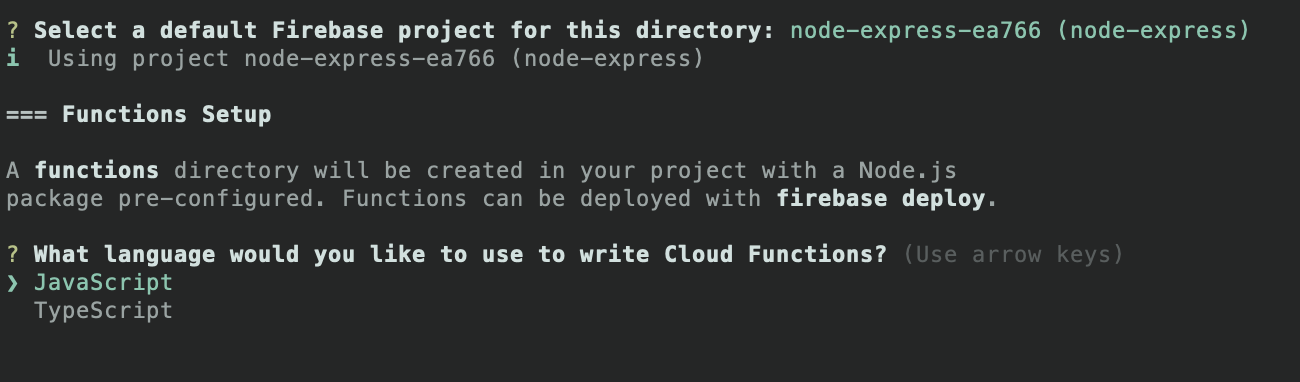 ? Select a default Firebase project for this directory: node-express-ea766 (node-express)
i  Using project node-express-ea766 (node-express)
=== Functions Setup
A functions directory will be created in your project with a Node.js
package pre-configured. Functions can be deployed with firebase deploy.
? What language would you like to use to write Cloud Functions? (Use arrow keys)
❯ JavaScript
  TypeScript